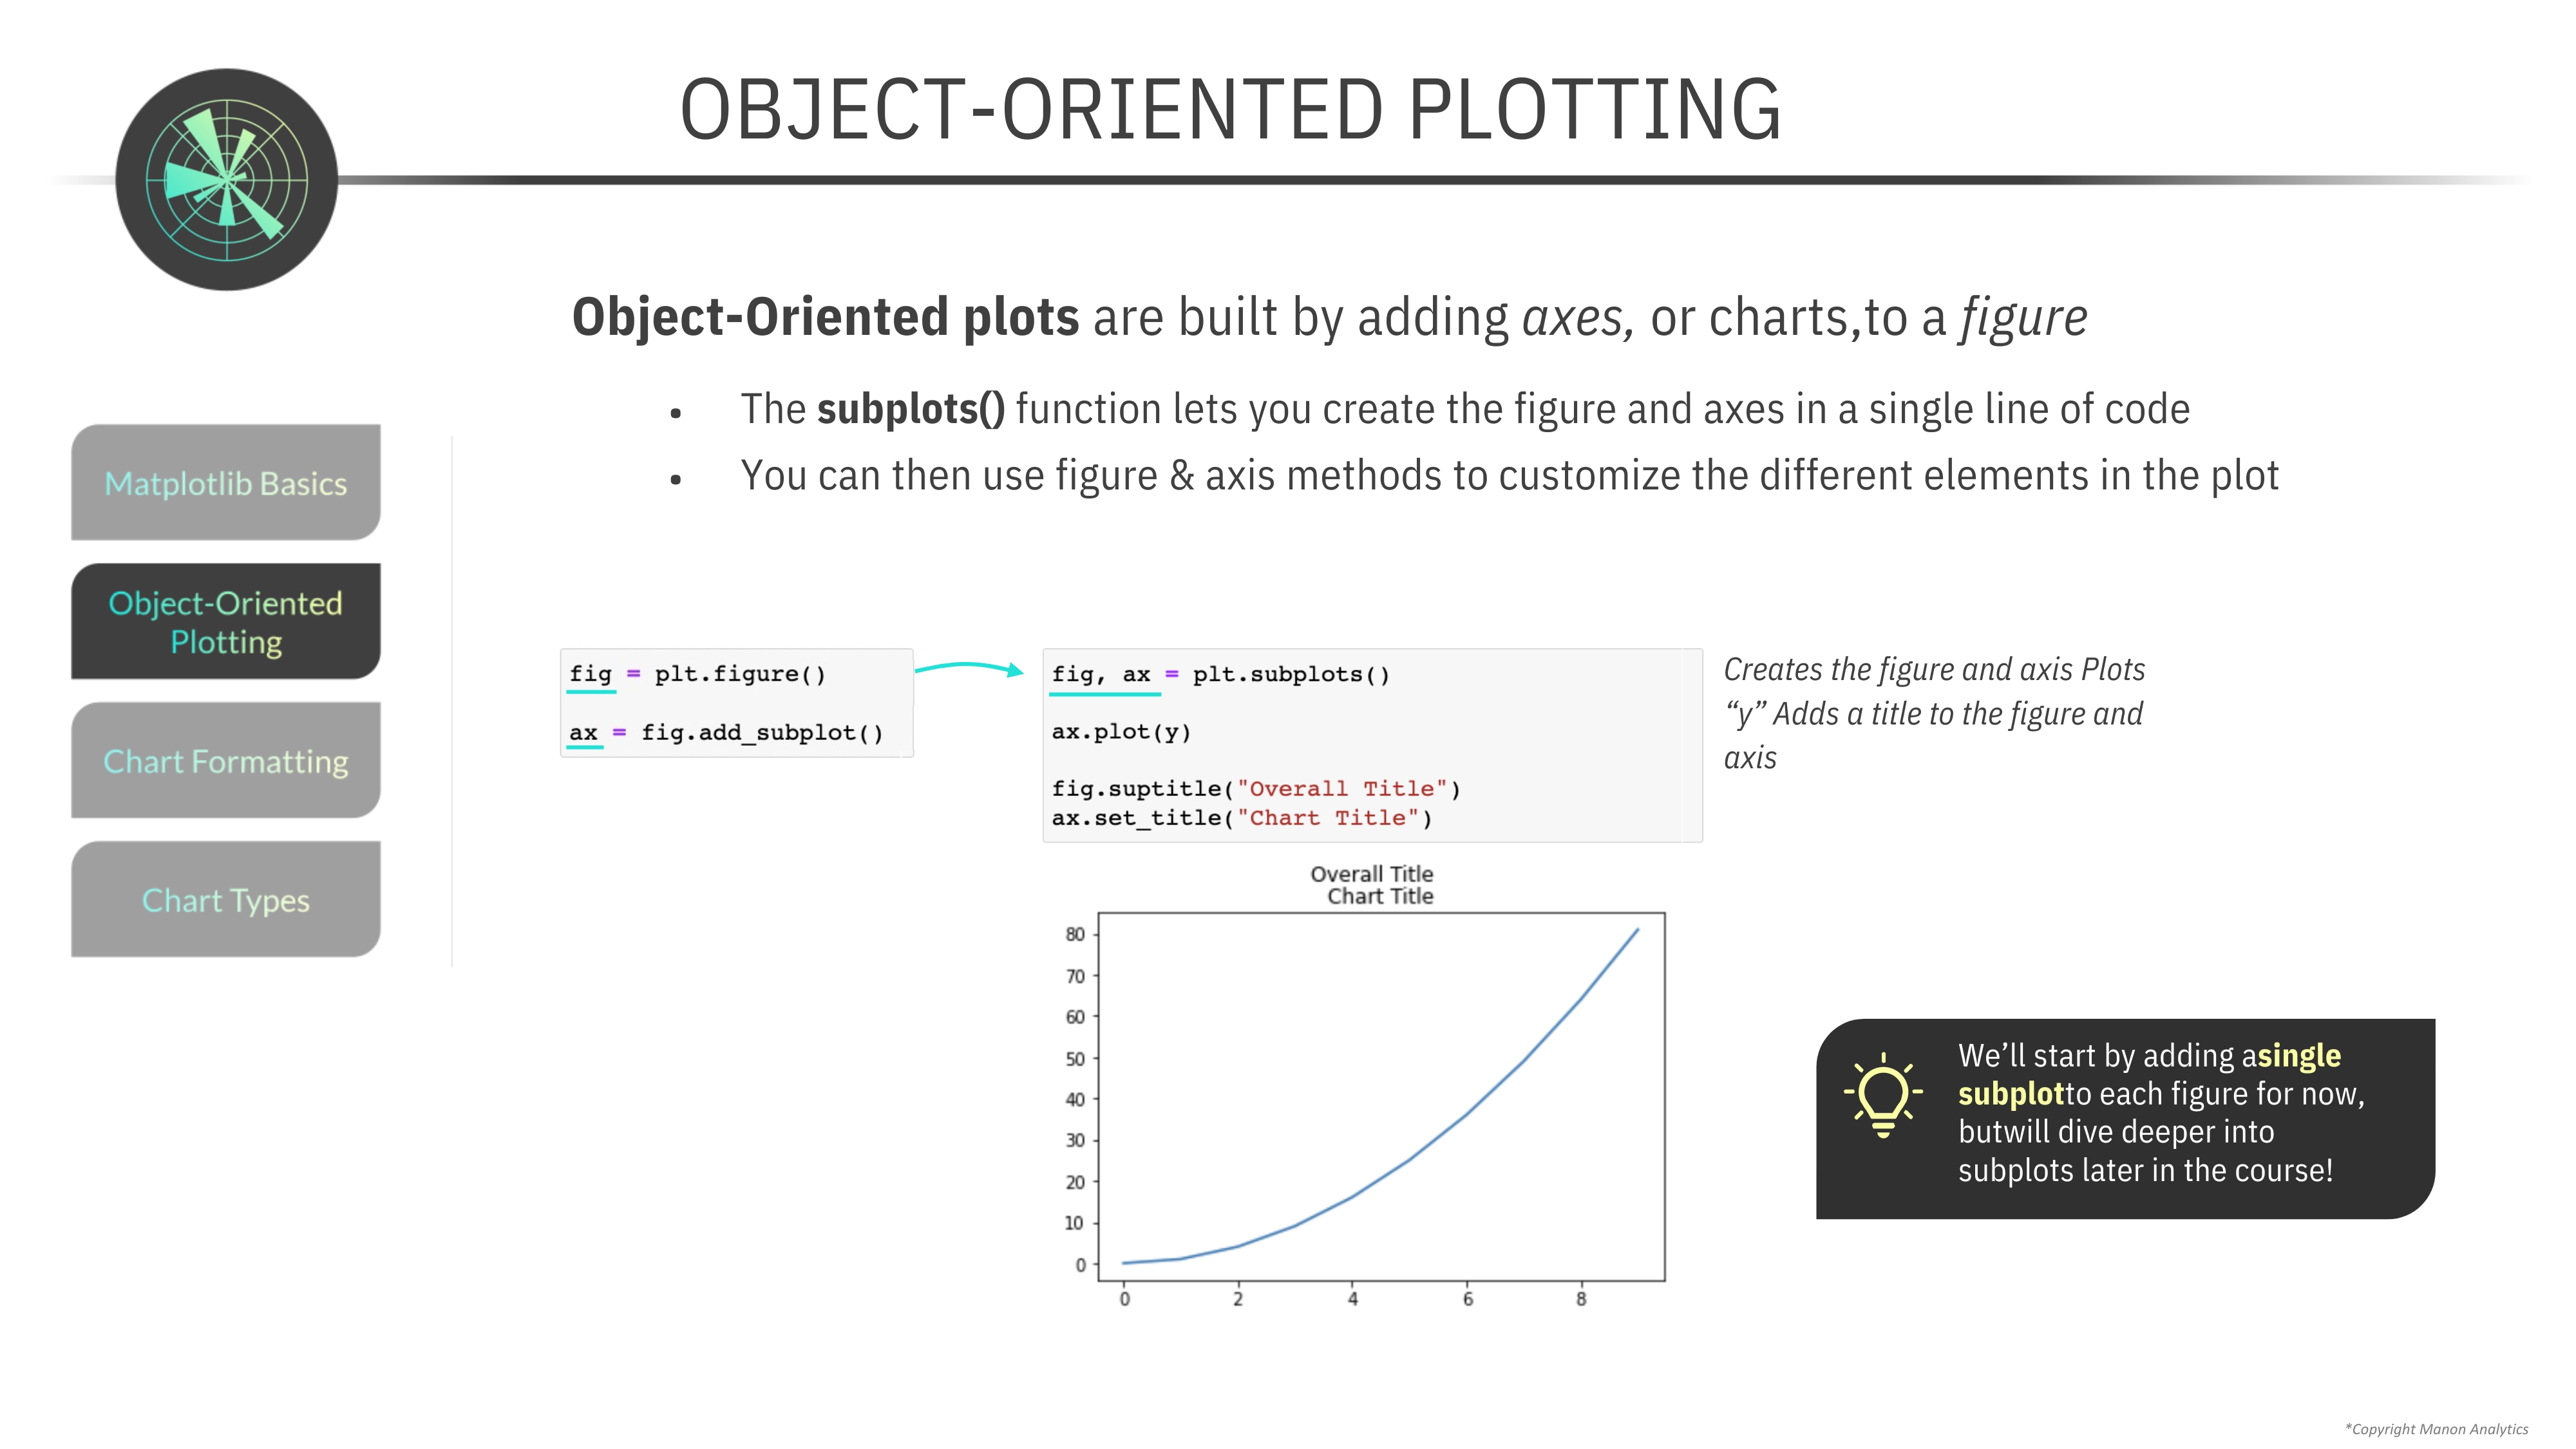 OBJECT-ORIENTED PLOTTING
Object-Oriented plots are built by adding axes, or charts,to a figure
• The subplots() function lets you create the figure and axes in a single line of code
• You can then use figure & axis methods to customize the different elements in the plot
Matplotlib Basics
Object-Oriented
Plotting
Chart Formatting
Chart Types
fig = plt.figure()
ax = fig.add_subplot()
fig, ax = plt.subplots()
ax.plot(y)
fig.suptitle("Overall Title")
ax.set_title("Chart Title")
Creates the figure and axis Plots
“y” Adds a title to the figure and
axis
Overall Title
Chart Title
80
70
60
50
40
30
20
10
0
0 2 4 6 8
We’ll start by adding asingle
subplotto each figure for now,
butwill dive deeper into
subplots later in the course!
*Copyright Manon Analytics